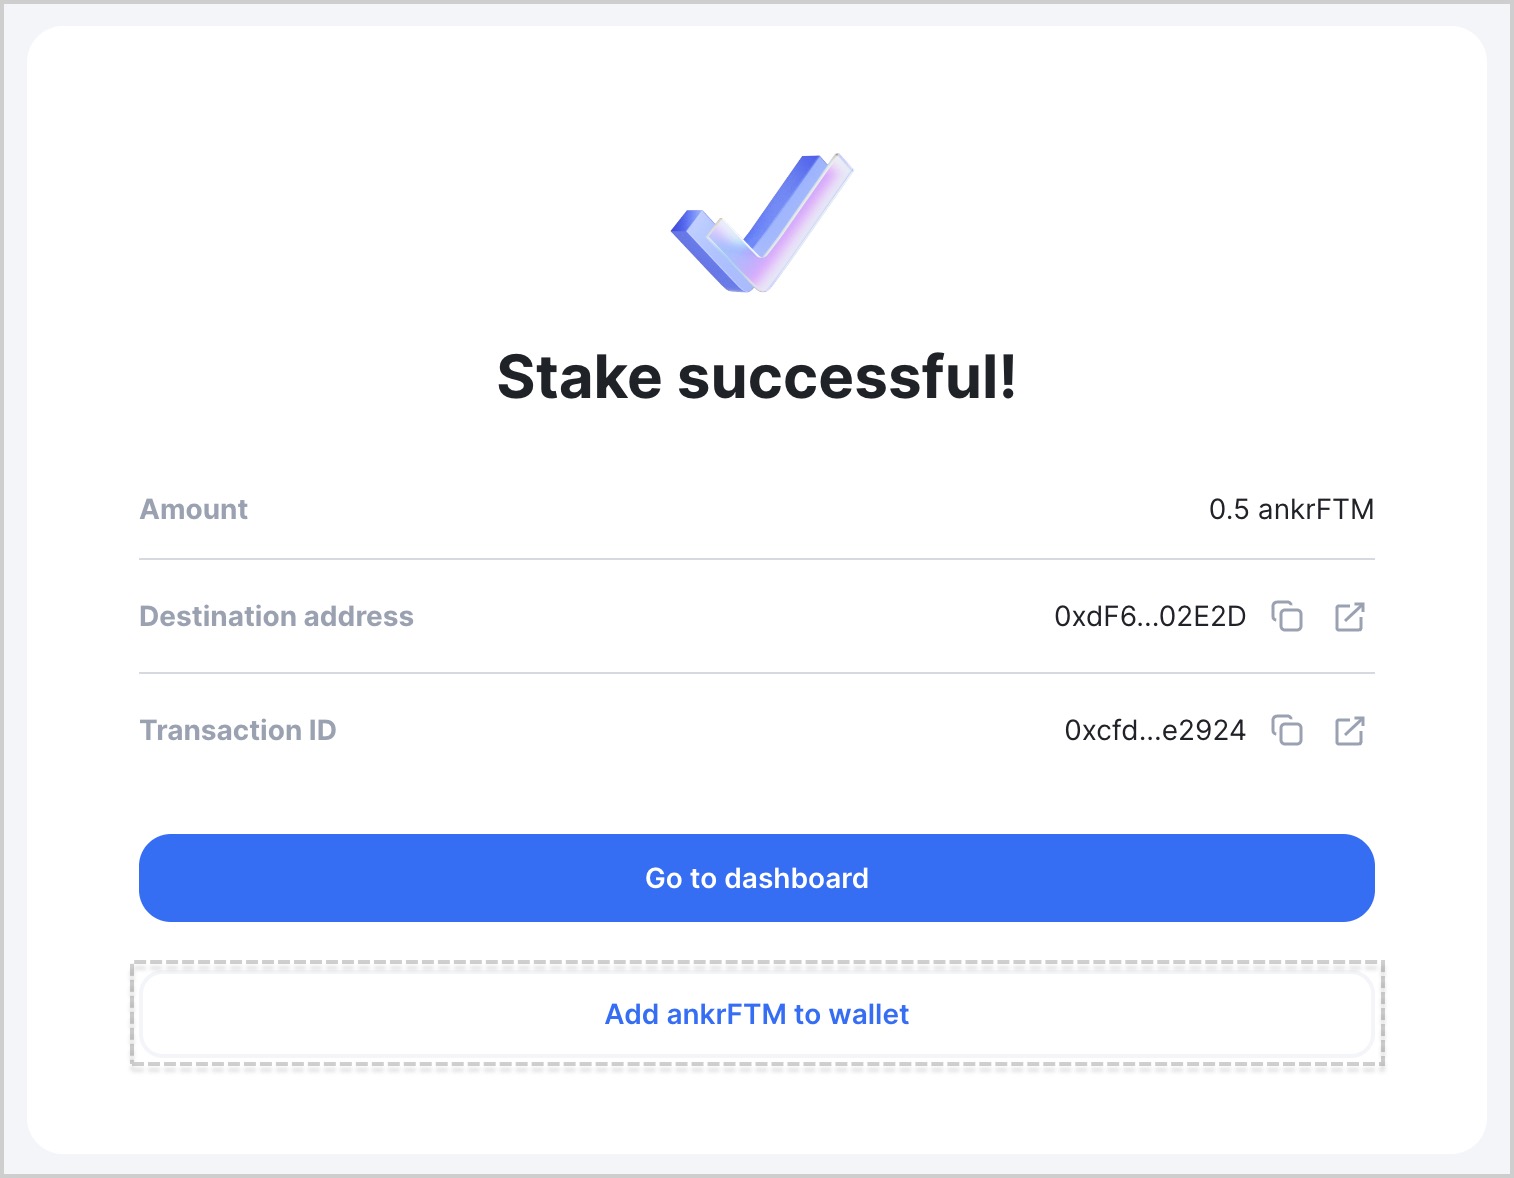 Stake successful!
Amount
0.5 ankrFTM
Destination address
0xdF6...02E2D
Transaction ID
0xcfd...e2924
Go to dashboard
Add ankrFTM to wallet